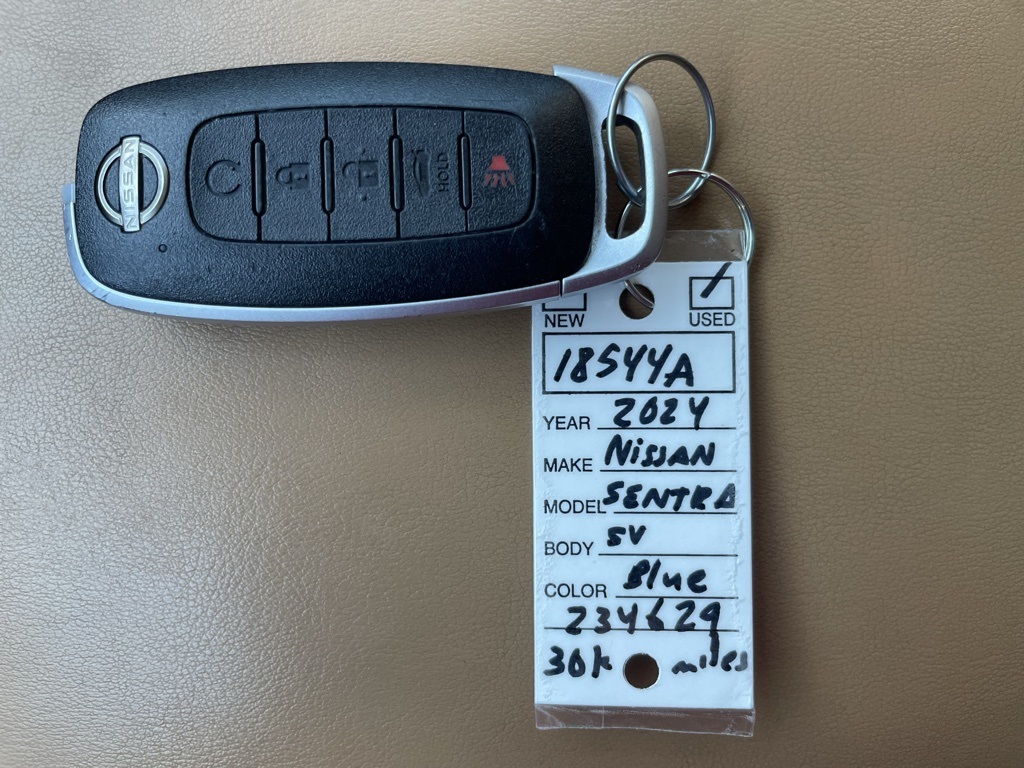 NISSAN
HOLD
NEW USED
18544A
YEAR 2024
MAKE NISSAN
MODEL SENTRA
BODY SV
COLOR Blue
234629
30k miles